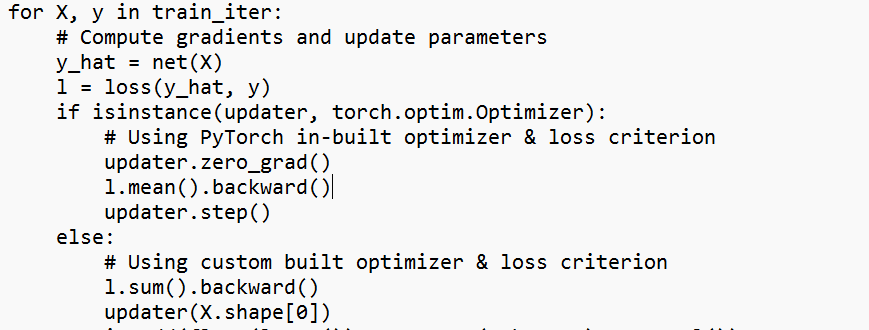 for X, y in train_iter:
    # Compute gradients and update parameters
    y_hat = net(X)
    l = loss(y_hat, y)
    if isinstance(updater, torch.optim.Optimizer):
        # Using PyTorch in-built optimizer & loss criterion
        updater.zero_grad()
        l.mean().backward()
        updater.step()
    else:
        # Using custom built optimizer & loss criterion
        l.sum().backward()
        updater(X.shape[0])